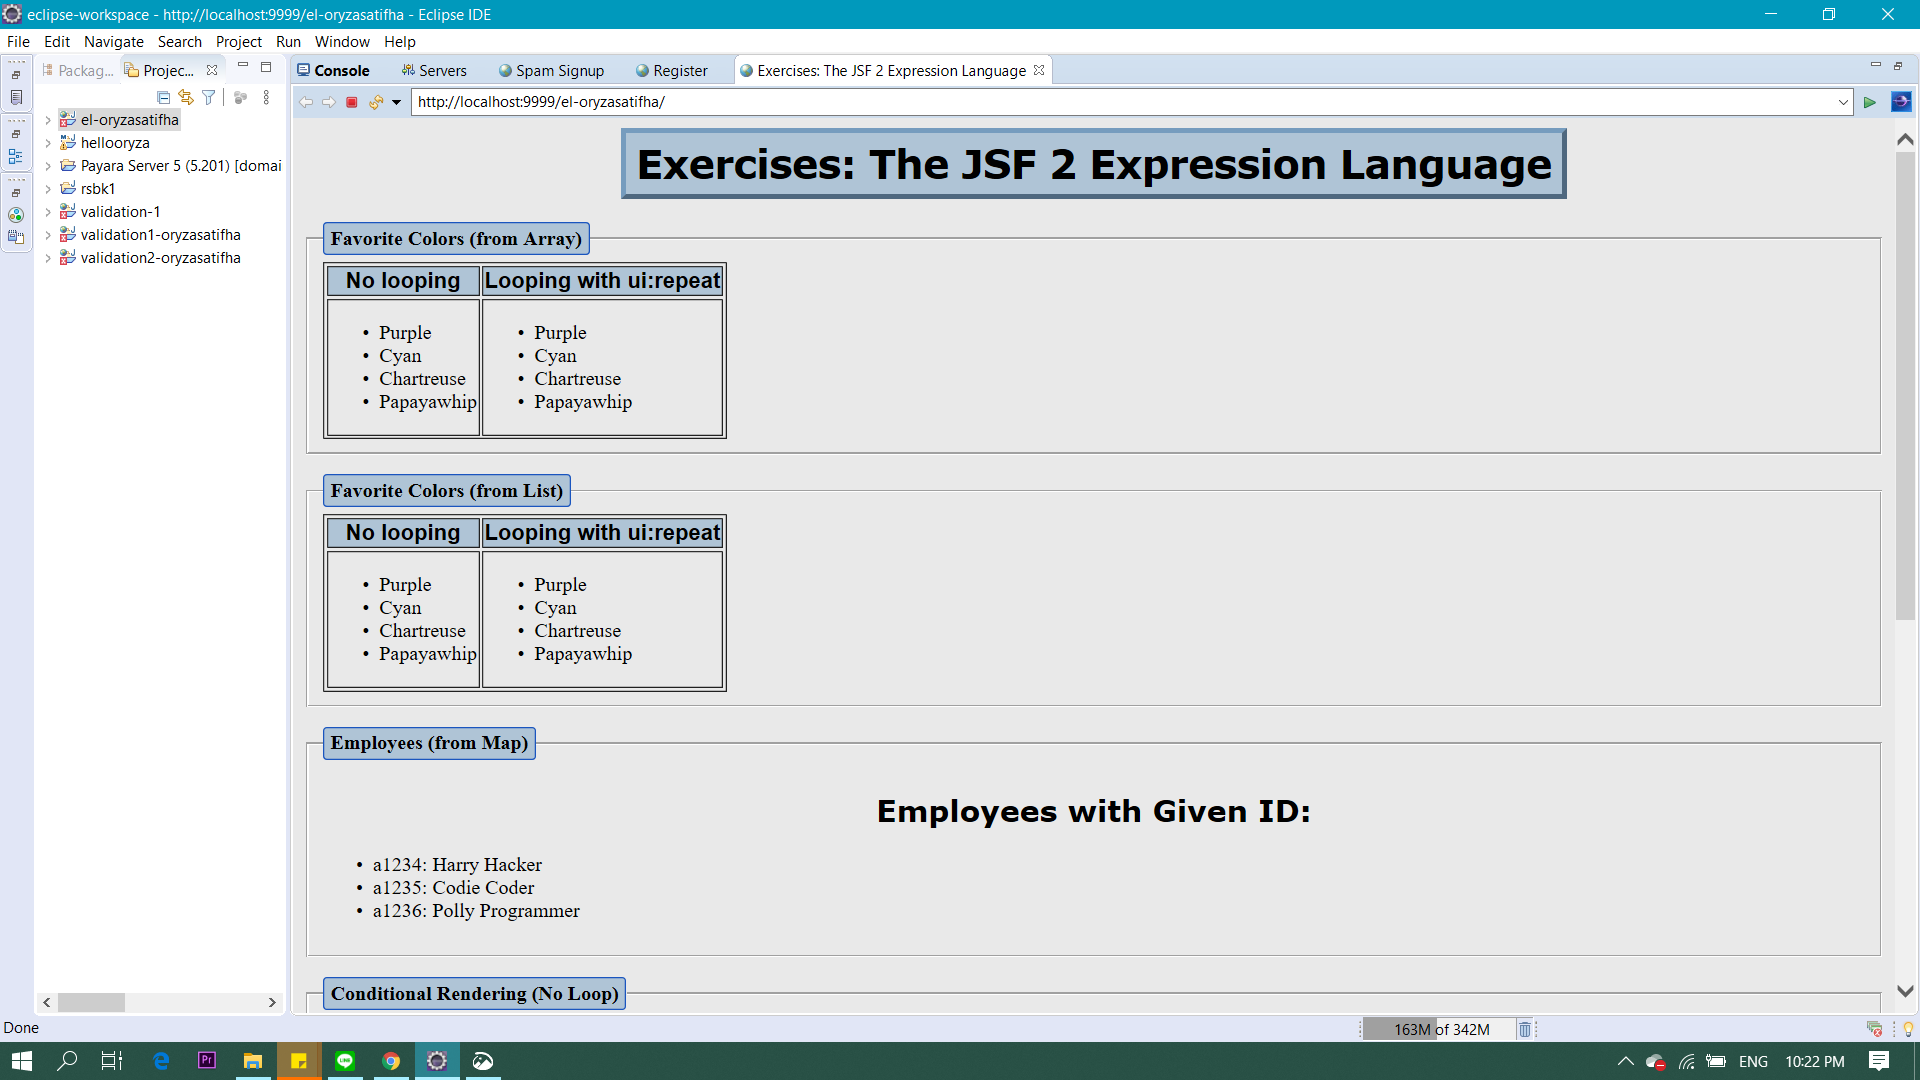 eclipse-workspace - http://localhost:9999/el-oryzasatifha - Eclipse IDE
File Edit Navigate Search Project Run Window Help
Packag... Projec...
Console Servers Spam Signup Register Exercises: The JSF 2 Expression Language
http://localhost:9999/el-oryzasatifha/
el-oryzasatifha
hellooryza
Payara Server 5 (5.201) [domai
rsbk1
validation-1
validation1-oryzasatifha
validation2-oryzasatifha
Exercises: The JSF 2 Expression Language
Favorite Colors (from Array)
No looping Looping with ui:repeat
• Purple • Purple
• Cyan • Cyan
• Chartreuse • Chartreuse
• Papayawhip • Papayawhip
Favorite Colors (from List)
No looping Looping with ui:repeat
• Purple • Purple
• Cyan • Cyan
• Chartreuse • Chartreuse
• Papayawhip • Papayawhip
Employees (from Map)
Employees with Given ID:
• a1234: Harry Hacker
• a1235: Codie Coder
• a1236: Polly Programmer
Conditional Rendering (No Loop)
Done
163M of 342M
Pr
LINE
ENG 10:22 PM